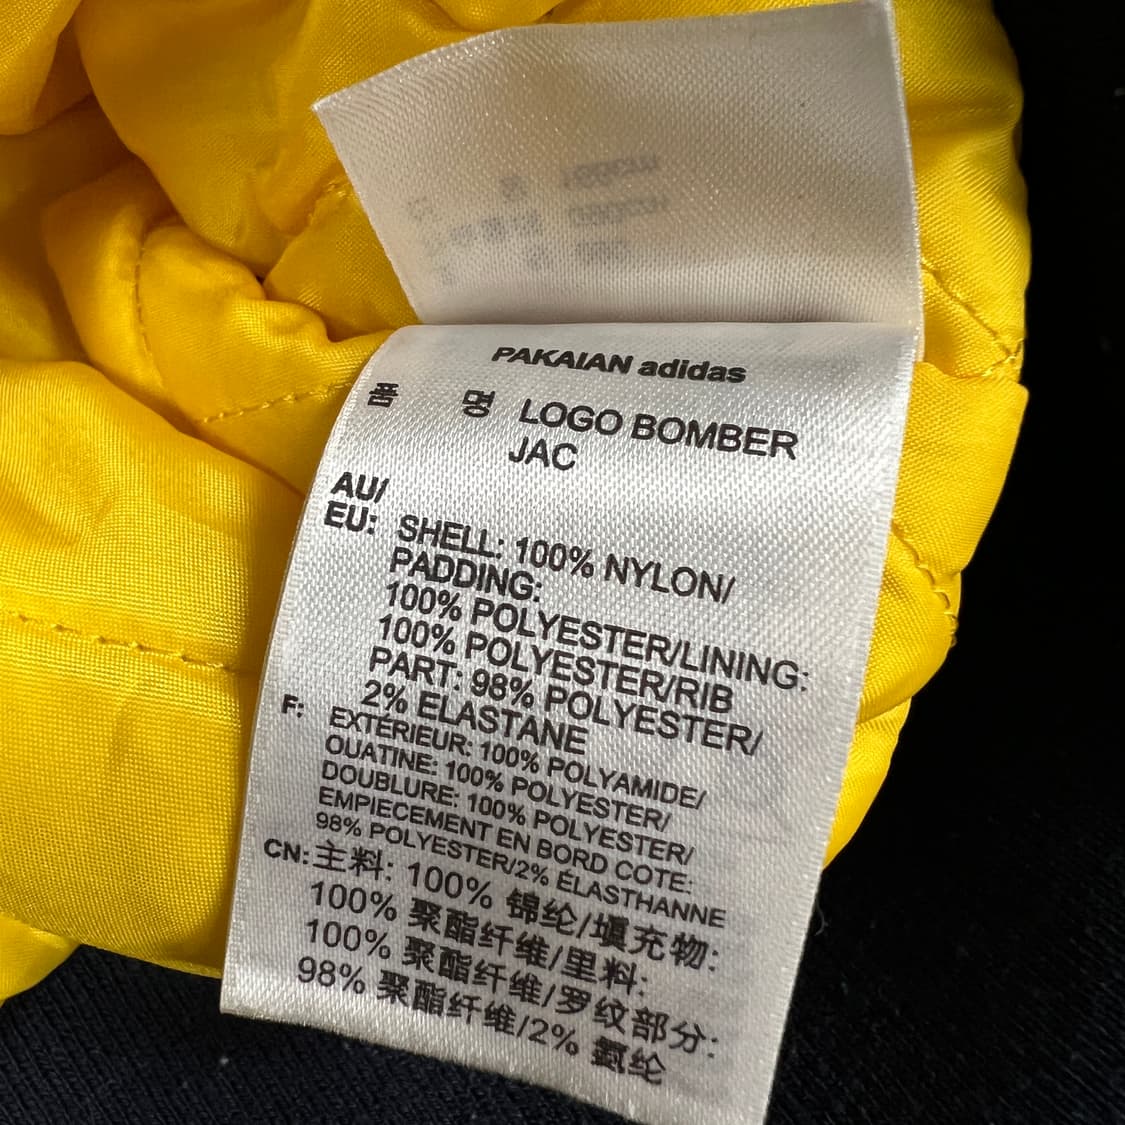 PAKAIAN adidas
품 명 LOGO BOMBER
JAC
AU/
EU: SHELL: 100% NYLON/
PADDING:
100% POLYESTER/LINING:
100% POLYESTER/RIB
PART: 98% POLYESTER/
2% ELASTANE
F: EXTÉRIEUR: 100% POLYAMIDE/
OUATINE: 100% POLYESTER/
DOUBLURE: 100% POLYESTER/
EMPIECEMENT EN BORD COTE:
98% POLYESTER/2% ÉLASTHANNE
CN: 主料: 100% 锦纶/填充物:
100% 聚酯纤维/里料:
100% 聚酯纤维/罗纹部分:
98% 聚酯纤维/2% 氨纶